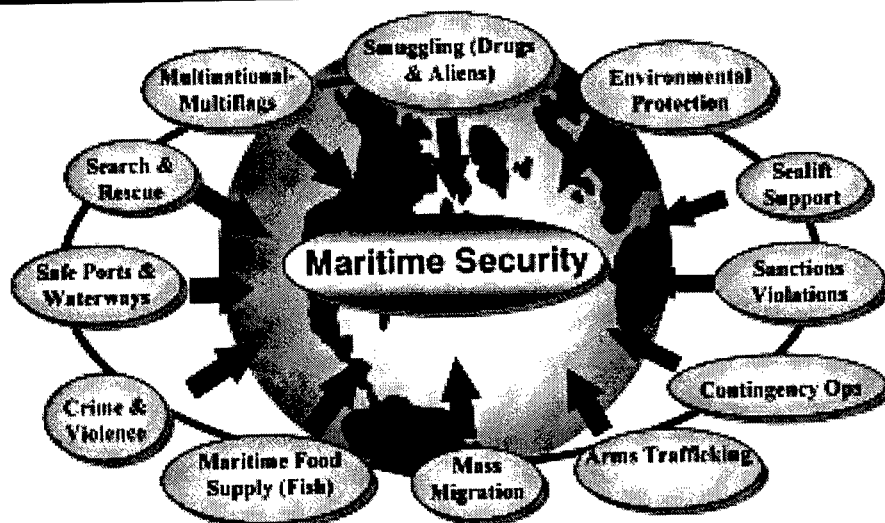 Smuggling (Drugs
& Aliens)
Multinational-
Multiflags
Environmental
Protection
Search &
Rescue
Sealift
Support
Maritime Security
Safe Ports &
Waterways
Sanctions
Violations
Contingency Ops
Crime &
Violence
Maritime Food
Supply (Fish)
Mass
Migration
Arms Trafficking